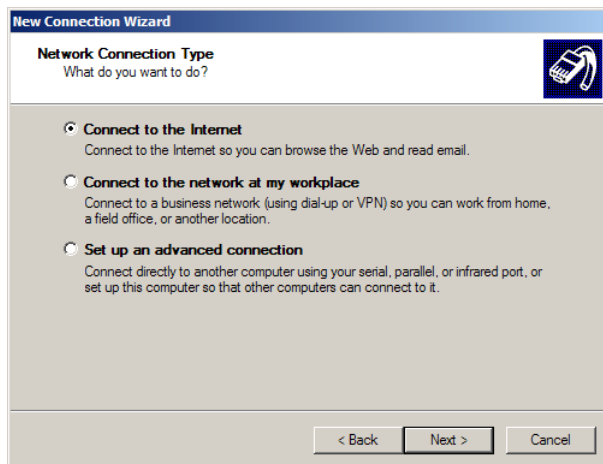 New Connection Wizard
Network Connection Type
What do you want to do?
Connect to the Internet
Connect to the Internet so you can browse the Web and read email.
Connect to the network at my workplace
Connect to a business network (using dial-up or VPN) so you can work from home,
a field office, or another location.
Set up an advanced connection
Connect directly to another computer using your serial, parallel, or infrared port, or
set up this computer so that other computers can connect to it.
< Back
Next >
Cancel